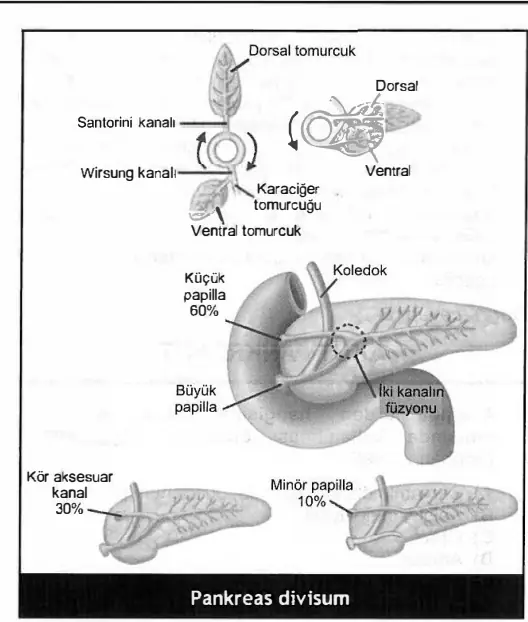 Dorsal tomurcuk
Dorsal
Santorini kanalı
Wirsung kanalı
Ventral
Karaciğer
tomurcuğu
Ventral tomurcuk
Koledok
Küçük
papilla
60%
Büyük
papilla
İki kanalın
füzyonu
Kör aksesuar
kanal
30%
Minör papilla
10%
Pankreas divisum